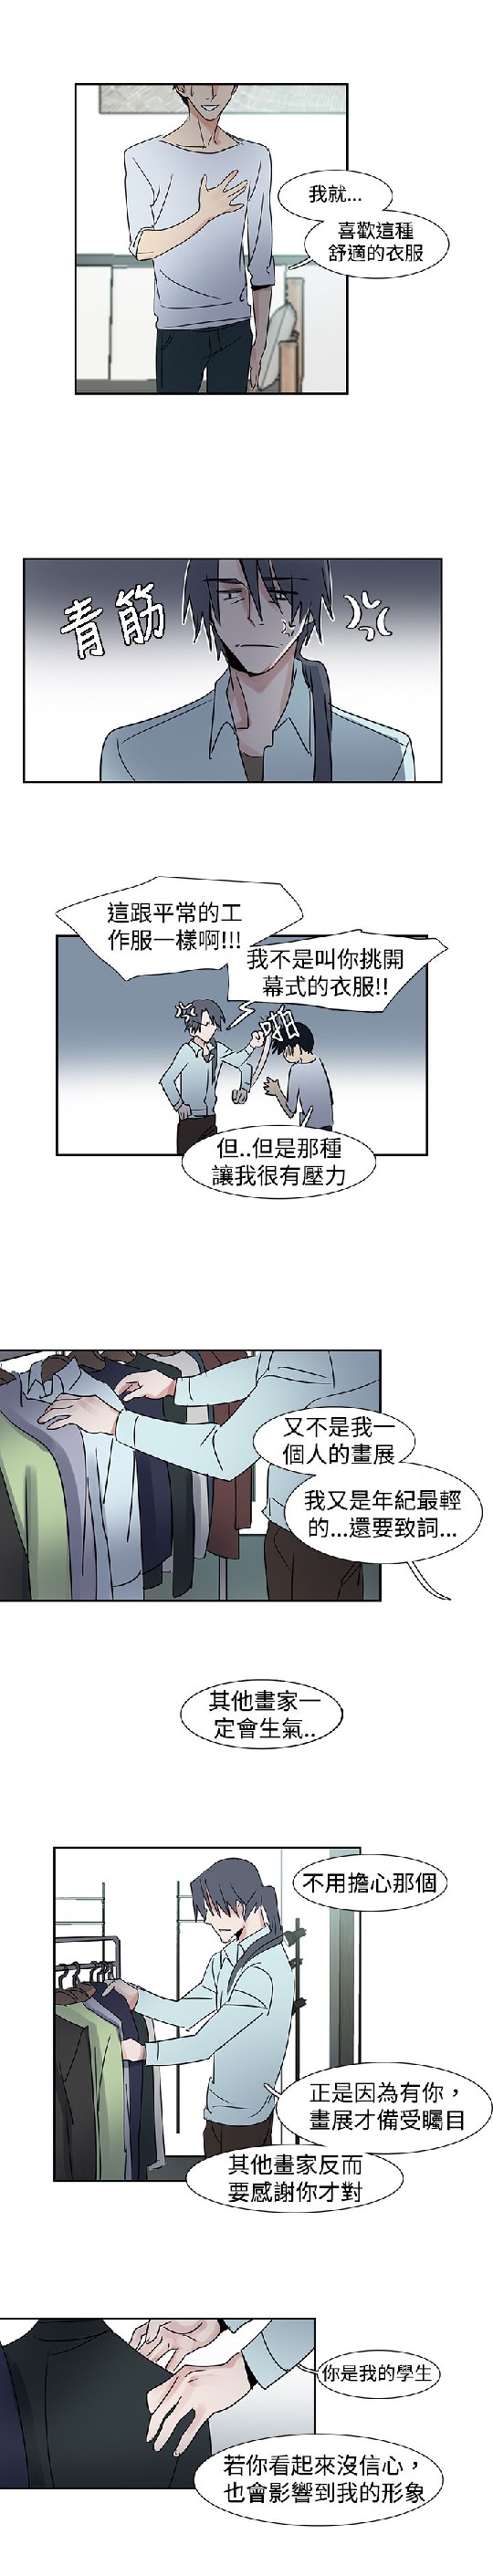 我就...
喜歡這種
舒適的衣服
青筋
這跟平常的工
作服一樣啊!!!
我不是叫你挑開
幕式的衣服!!
啪
但..但是那種
讓我很有壓力
又不是我一
個人的畫展
我又是年紀最輕
的...還要致詞...
其他畫家一
定會生氣..
不用擔心那個
正是因為有你，
畫展才備受矚目
其他畫家反而
要感謝你才對
你是我的學生
若你看起來沒信心，
也會影響到我的形象